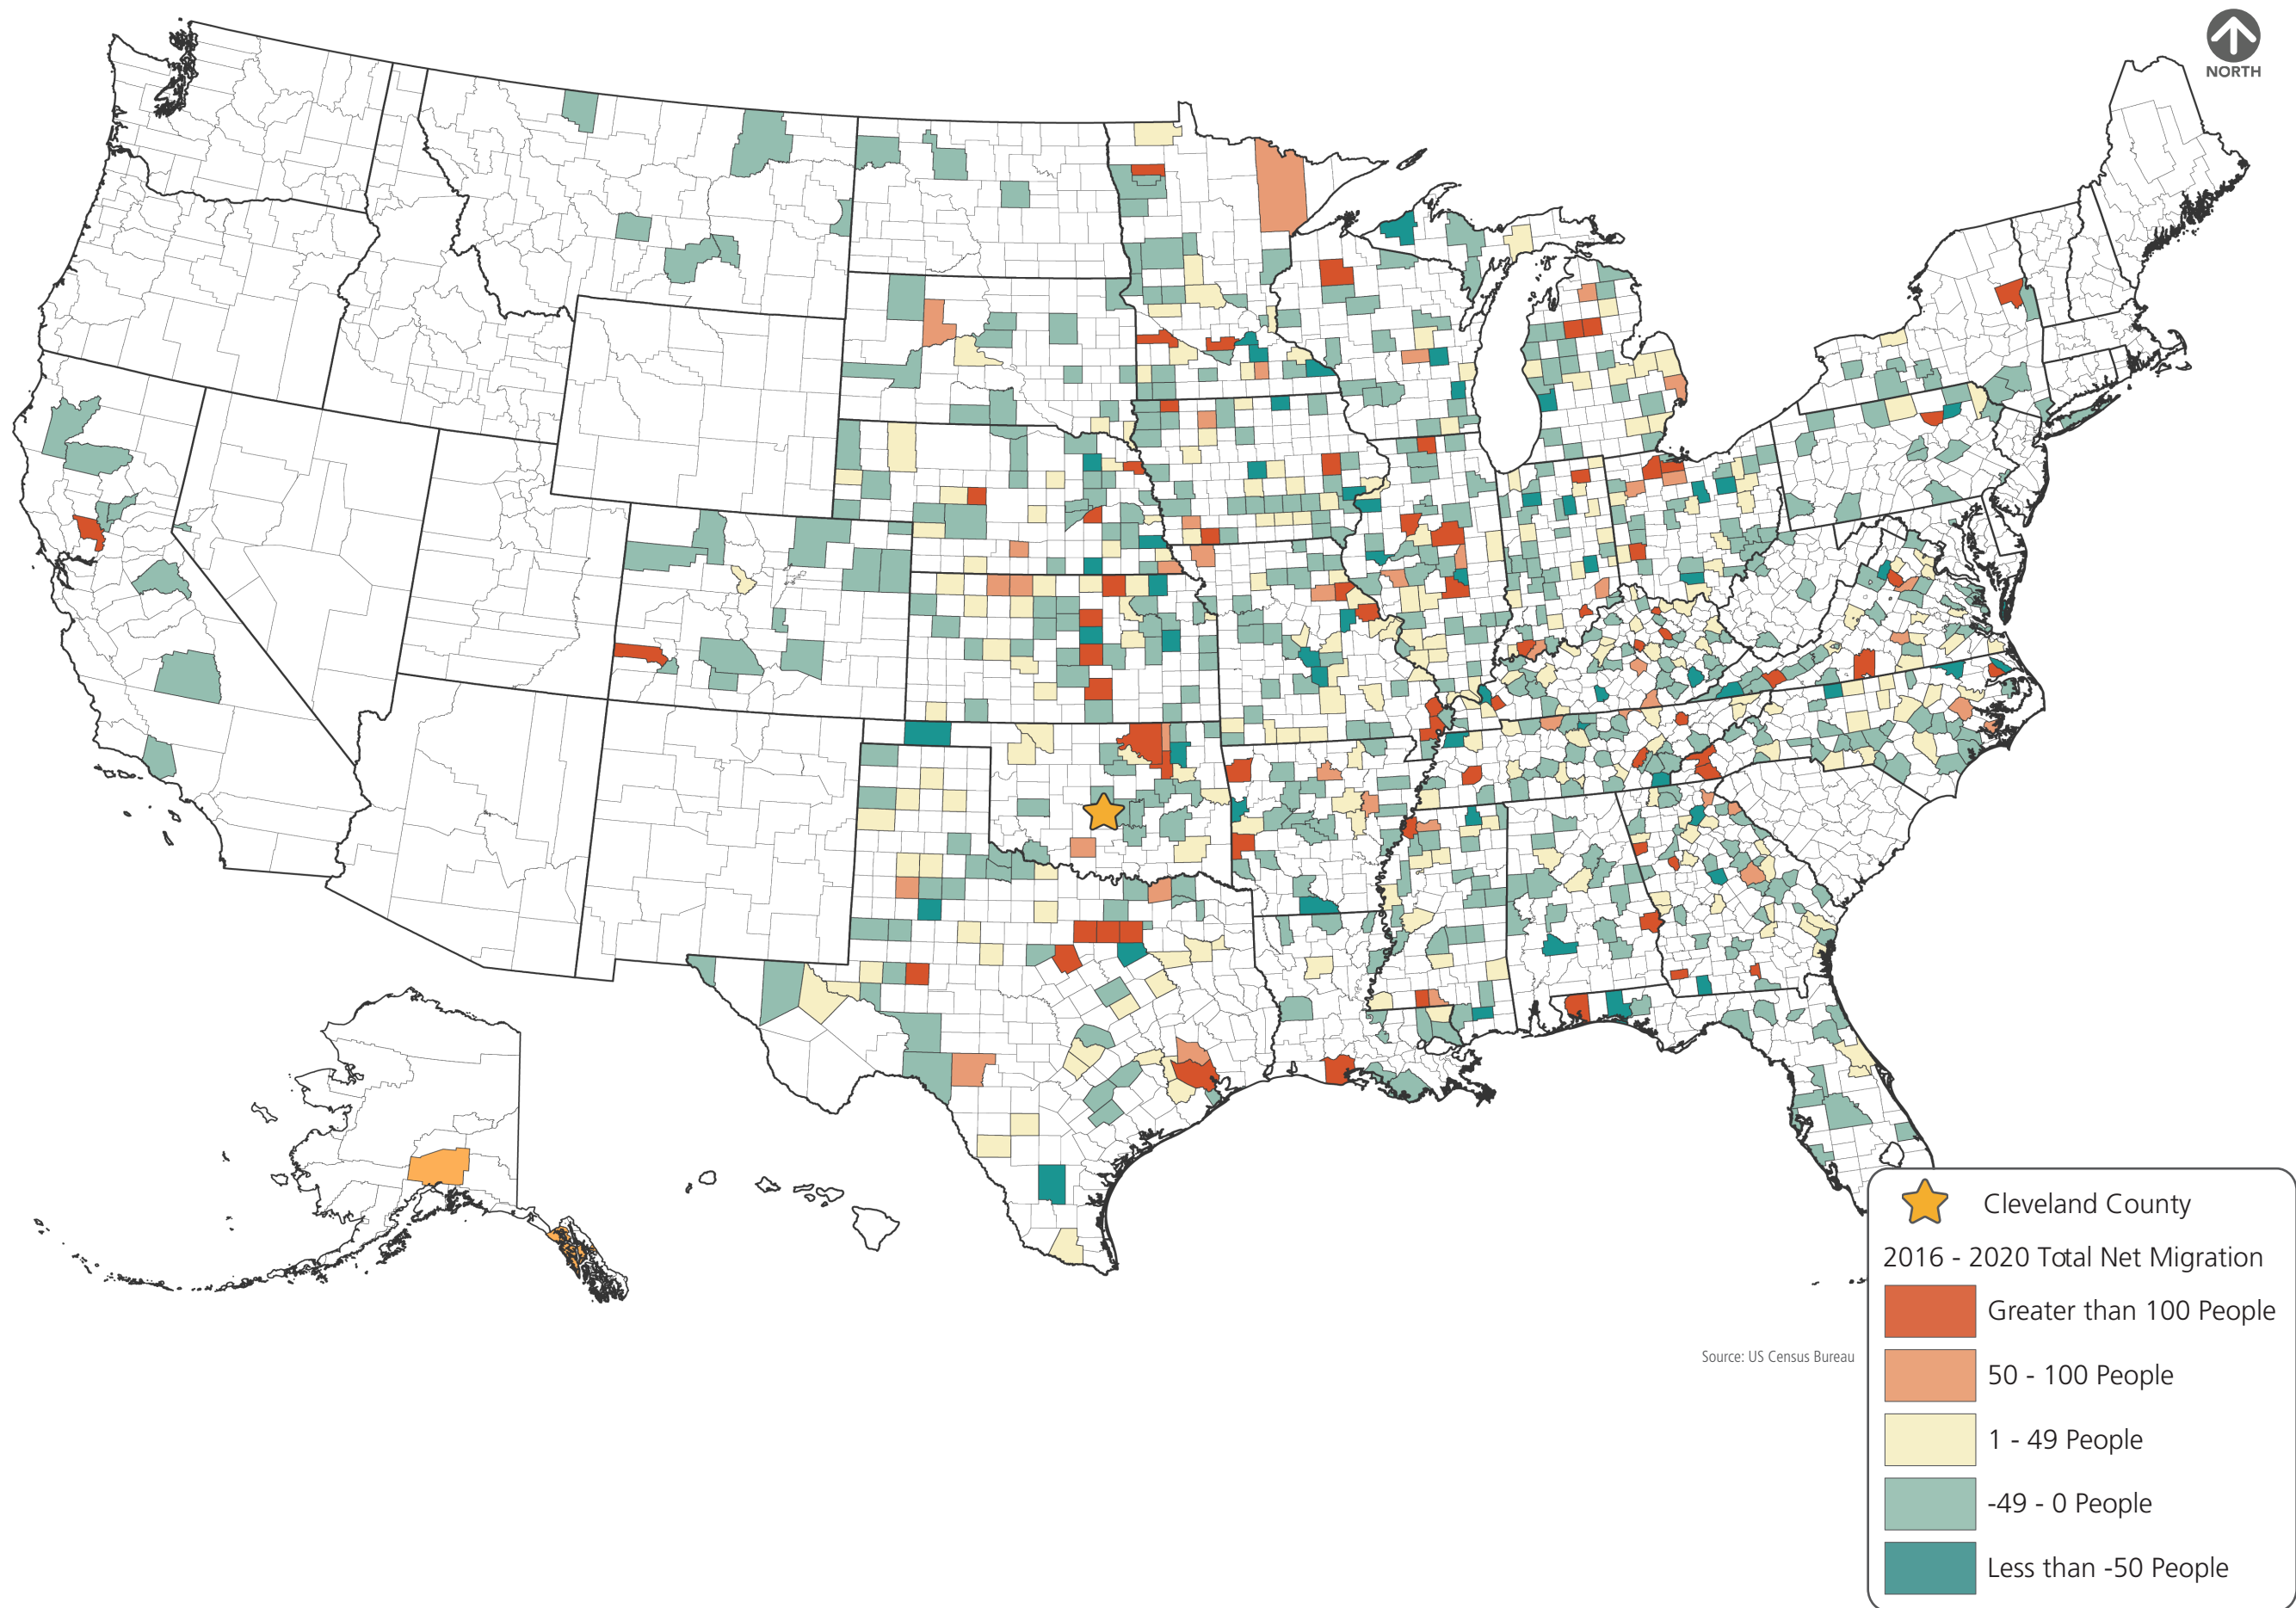 NORTH
Cleveland County
2016 - 2020 Total Net Migration
Greater than 100 People
Source: US Census Bureau
50 - 100 People
1 - 49 People
-49 - 0 People
Less than -50 People